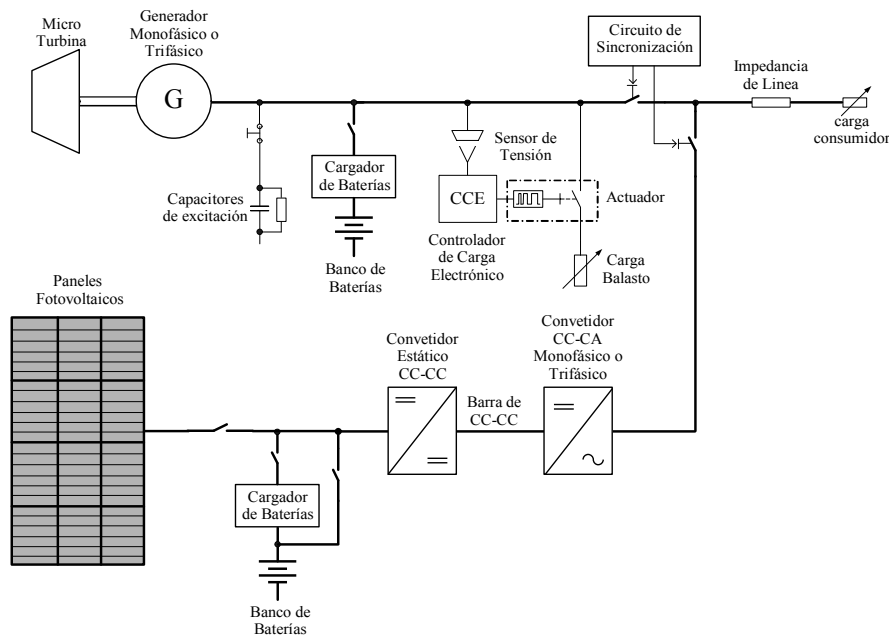 Micro
Turbina
Generador
Monofásico o
Trifásico
G
Circuito de
Sincronización
Impedancia
de Linea
carga
consumidor
Sensor de
Tensión
Cargador
de Baterías
Capacitores
de excitación
CCE
Actuador
Controlador
de Carga
Electrónico
Carga
Balasto
Banco de
Baterías
Paneles
Fotovoltaicos
Convetidor
Estático
CC-CC
Convetidor
CC-CA
Monofásico o
Trifásico
Barra de
CC-CC
Cargador
de Baterías
Banco de
Baterías